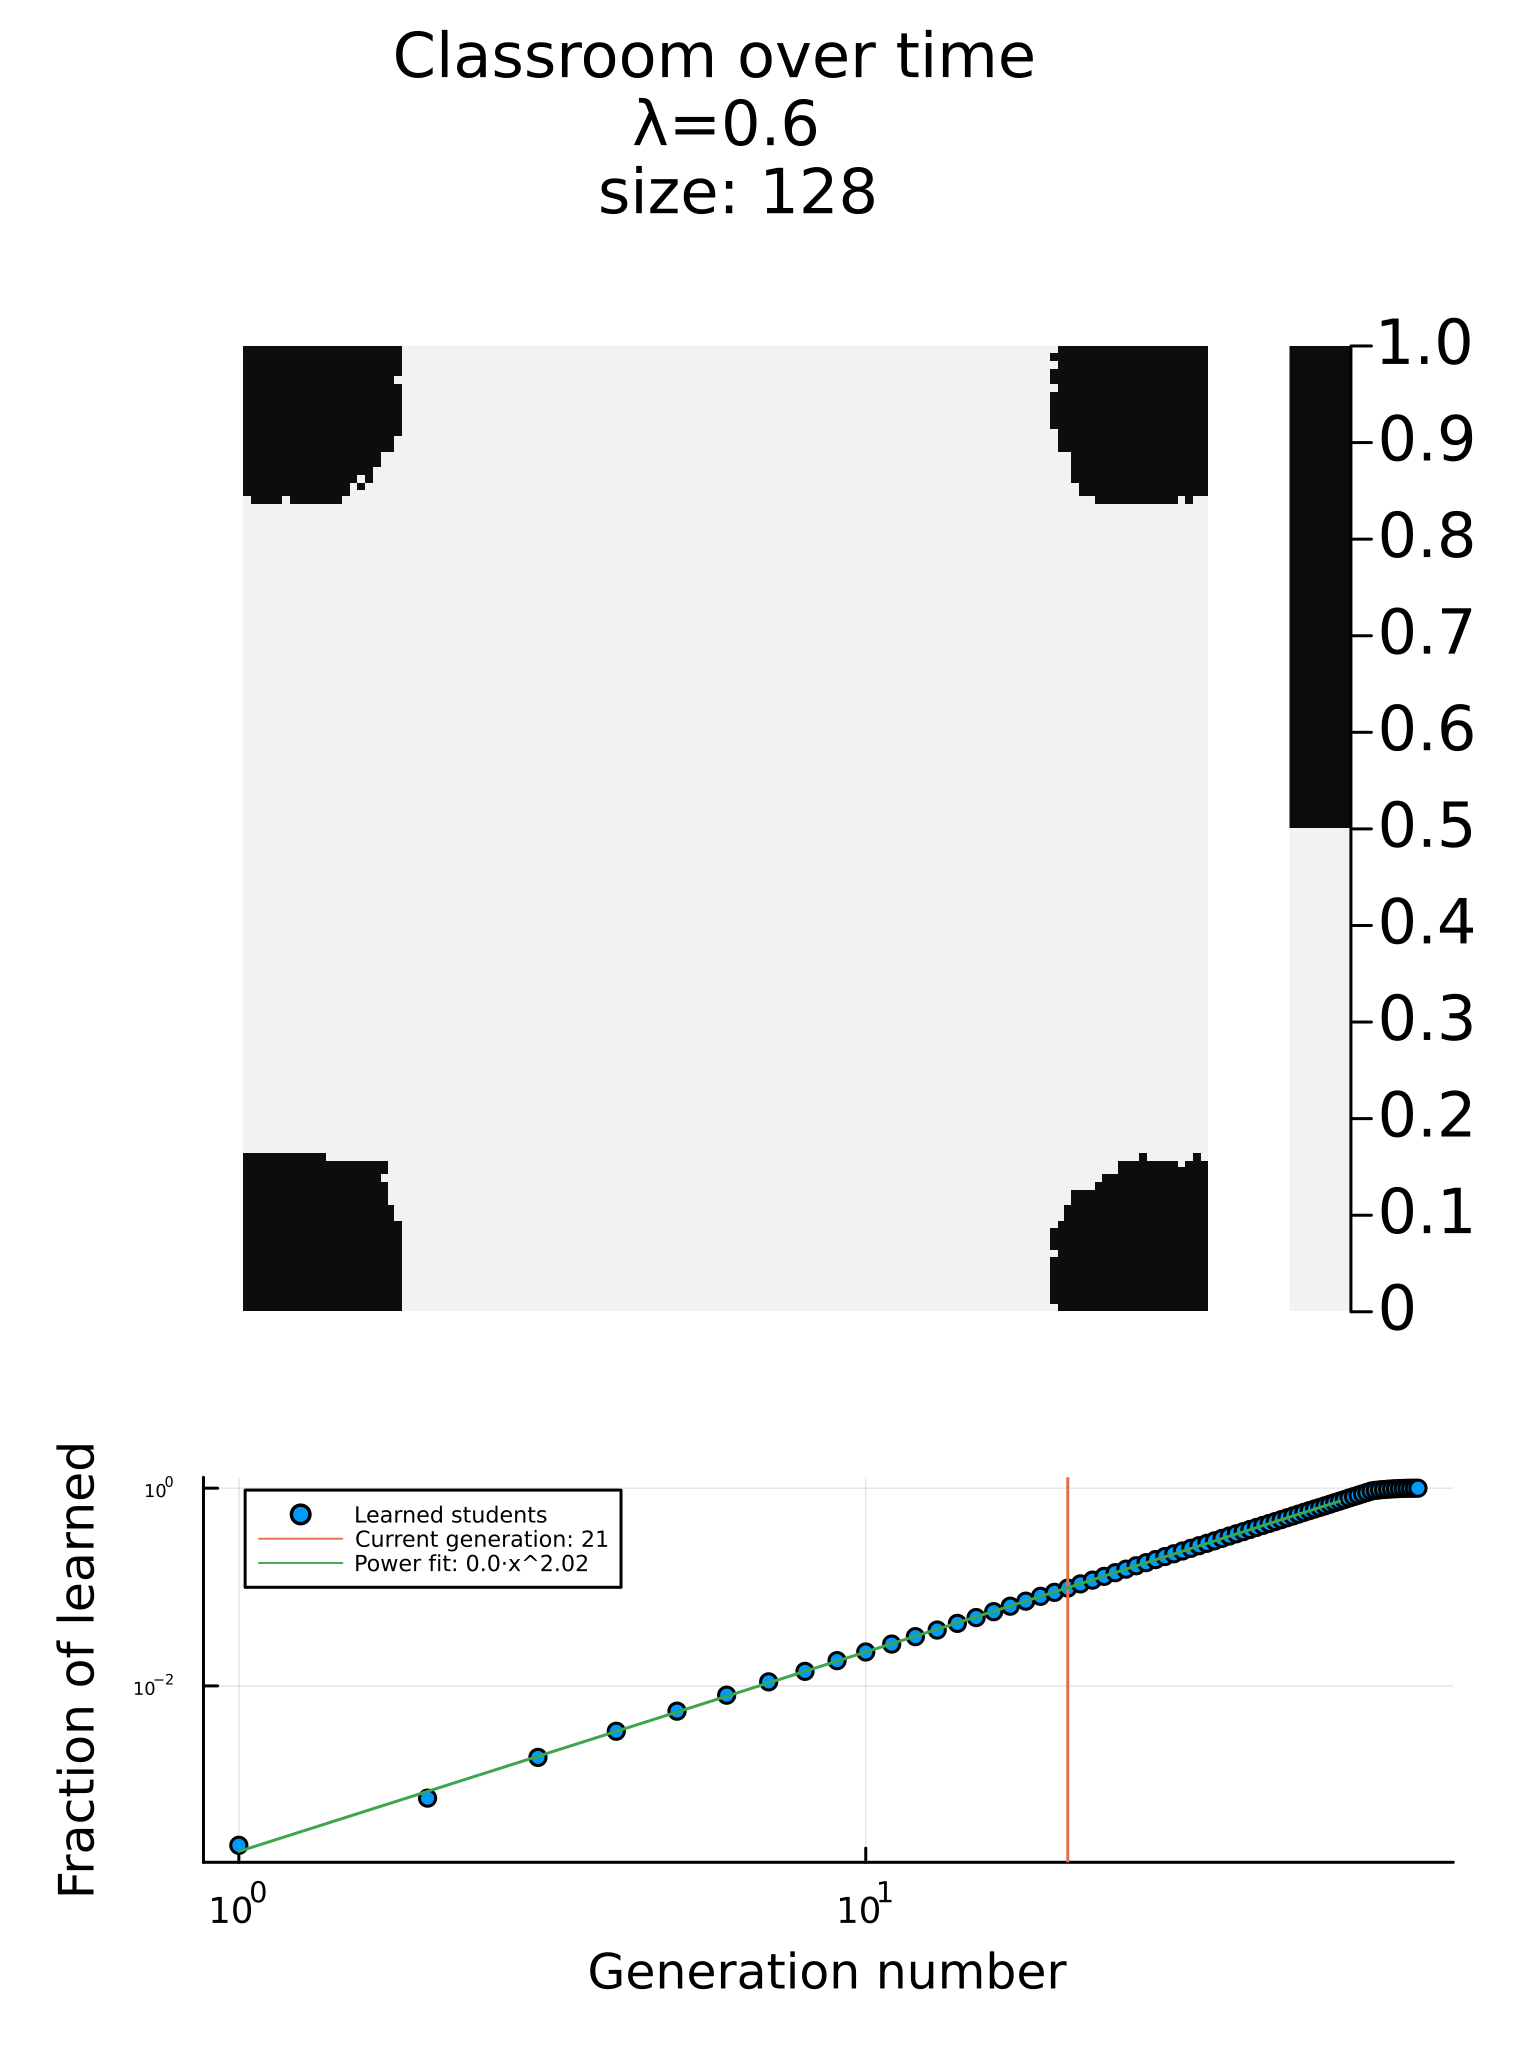 Classroom over time
λ=0.6
size: 128
1.0
0.9
0.8
0.7
0.6
0.5
0.4
0.3
0.2
0.1
0
Fraction of learned
10^0
10^-2
Learned students
Current generation: 21
Power fit: 0.0·x^2.02
10^0
10^1
Generation number